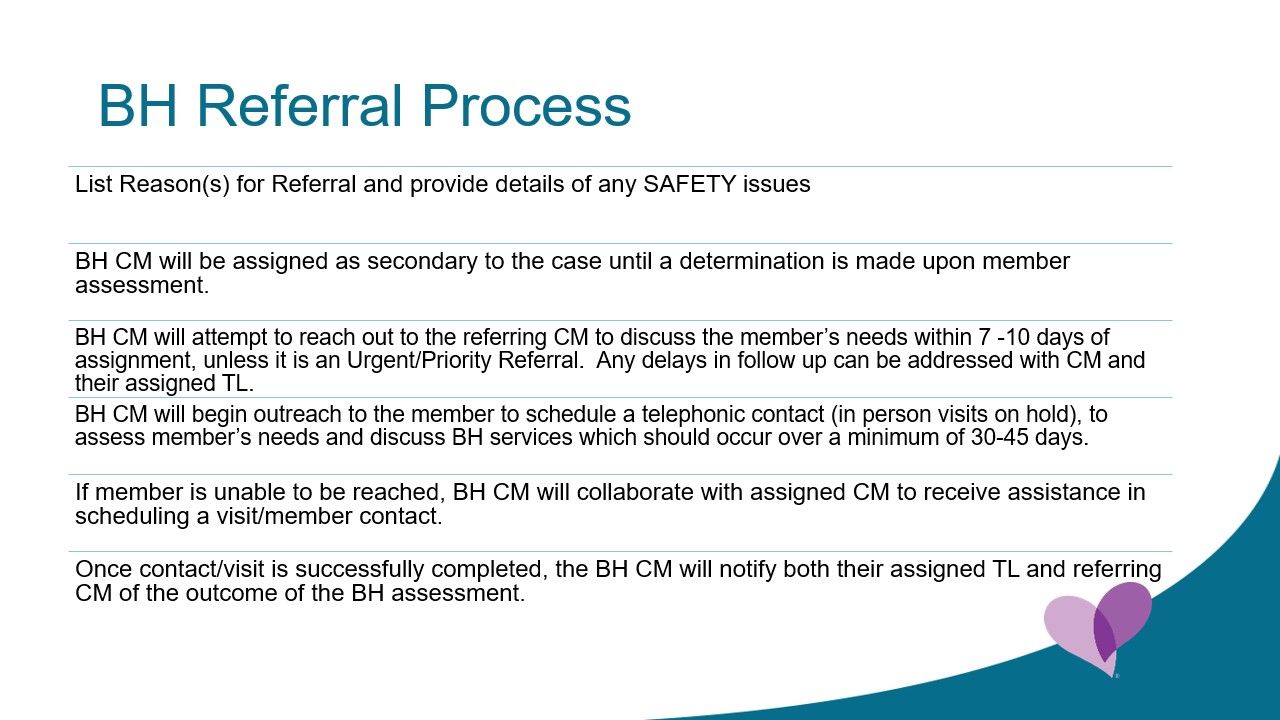 BH Referral Process
List Reason(s) for Referral and provide details of any SAFETY issues
BH CM will be assigned as secondary to the case until a determination is made upon member
assessment.
BH CM will attempt to reach out to the referring CM to discuss the member’s needs within 7 -10 days of
assignment, unless it is an Urgent/Priority Referral.  Any delays in follow up can be addressed with CM and
their assigned TL.
BH CM will begin outreach to the member to schedule a telephonic contact (in person visits on hold), to
assess member’s needs and discuss BH services which should occur over a minimum of 30-45 days.
If member is unable to be reached, BH CM will collaborate with assigned CM to receive assistance in
scheduling a visit/member contact.
Once contact/visit is successfully completed, the BH CM will notify both their assigned TL and referring
CM of the outcome of the BH assessment.